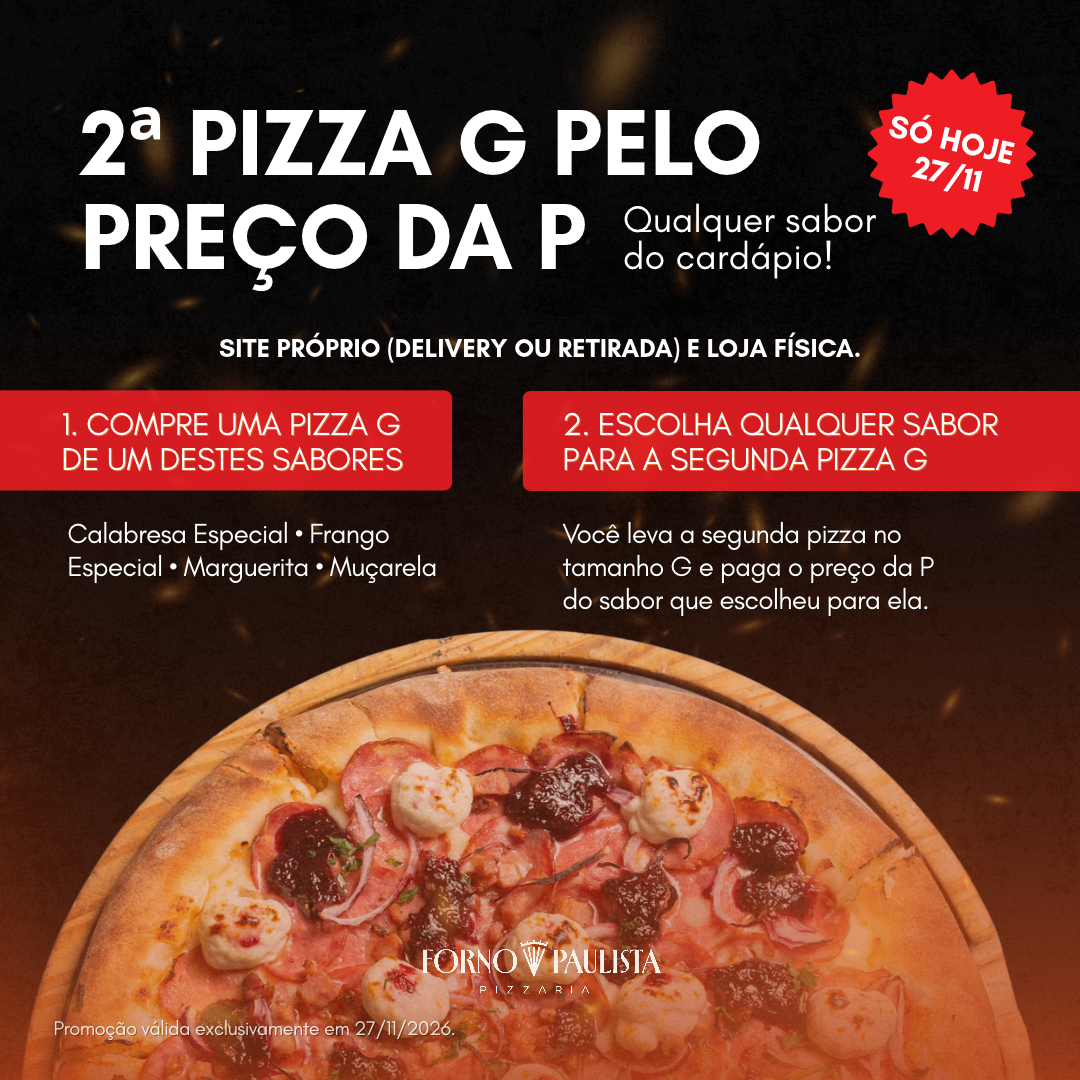 2ª PIZZA G PELO
PREÇO DA P
Qualquer sabor
do cardápio!
SÓ HOJE
27/11
SITE PRÓPRIO (DELIVERY OU RETIRADA) E LOJA FÍSICA.
1. COMPRE UMA PIZZA G
DE UM DESTES SABORES
Calabresa Especial • Frango
Especial • Marguerita • Muçarela
2. ESCOLHA QUALQUER SABOR
PARA A SEGUNDA PIZZA G
Você leva a segunda pizza no
tamanho G e paga o preço da P
do sabor que escolheu para ela.
FORNO PAULISTA
PIZZARIA
Promoção válida exclusivamente em 27/11/2026.